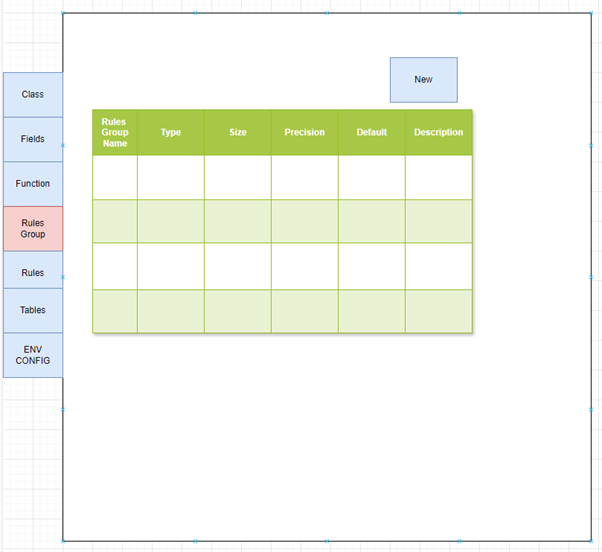 New
Class
Fields
Function
Rules
Group
Rules
Tables
ENV
CONFIG
Rules
Group
Name
Type
Size
Precision
Default
Description